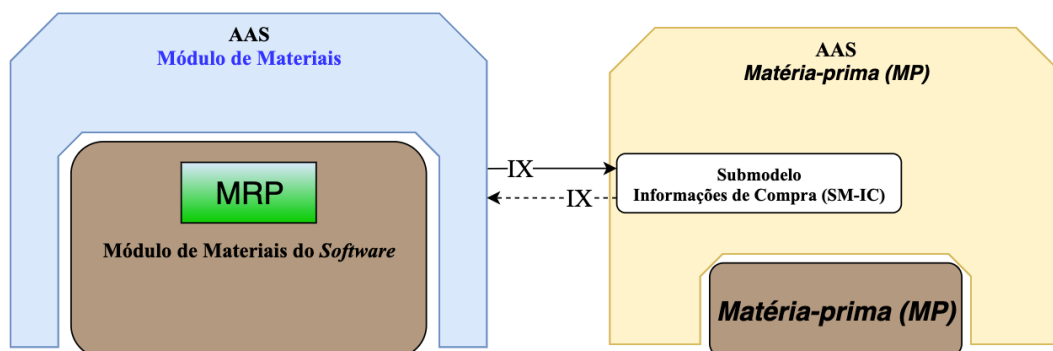 AAS
Módulo de Materiais
MRP
Módulo de Materiais do Software
IX
IX
AAS
Matéria-prima (MP)
Submodelo
Informações de Compra (SM-IC)
Matéria-prima (MP)